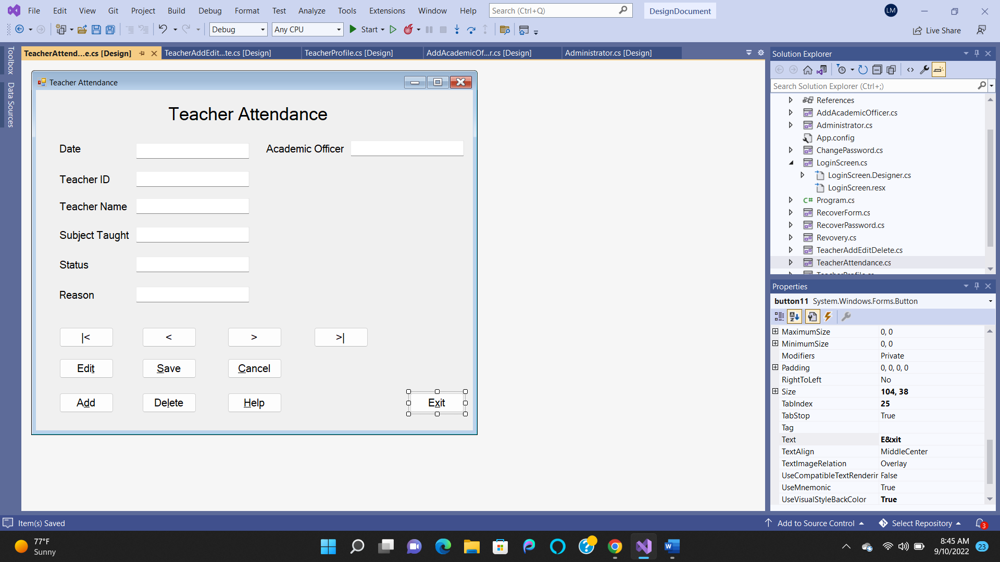 File Edit View Git Project Build Debug Format Test Analyze Tools Extensions Window Help Search (Ctrl+Q) DesignDocument LM
Debug Any CPU Start Live Share
Toolbox
Data Sources
TeacherAttend...e.cs [Design] TeacherAddEdit...te.cs [Design] TeacherProfile.cs [Design] AddAcademicOf...r.cs [Design] Administrator.cs [Design]
Teacher Attendance
Teacher Attendance
Date Academic Officer
Teacher ID
Teacher Name
Subject Taught
Status
Reason
|< < > >|
Edit Save Cancel
Add Delete Help Exit
Solution Explorer
Search Solution Explorer (Ctrl+;)
References
AddAcademicOfficer.cs
Administrator.cs
App.config
ChangePassword.cs
LoginScreen.cs
LoginScreen.Designer.cs
LoginScreen.resx
C# Program.cs
RecoverForm.cs
RecoverPassword.cs
Revovery.cs
TeacherAddEditDelete.cs
TeacherAttendance.cs
TeacherProfile.cs
Properties
button11 System.Windows.Forms.Button
MaximumSize 0, 0
MinimumSize 0, 0
Modifiers Private
Padding 0, 0, 0, 0
RightToLeft No
Size 104, 38
TabIndex 25
TabStop True
Tag
Text E&xit
TextAlign MiddleCenter
TextImageRelation Overlay
UseCompatibleTextRenderin False
UseMnemonic True
UseVisualStyleBackColor True
Item(s) Saved Add to Source Control Select Repository 3
77°F
Sunny
8:45 AM
9/10/2022 23